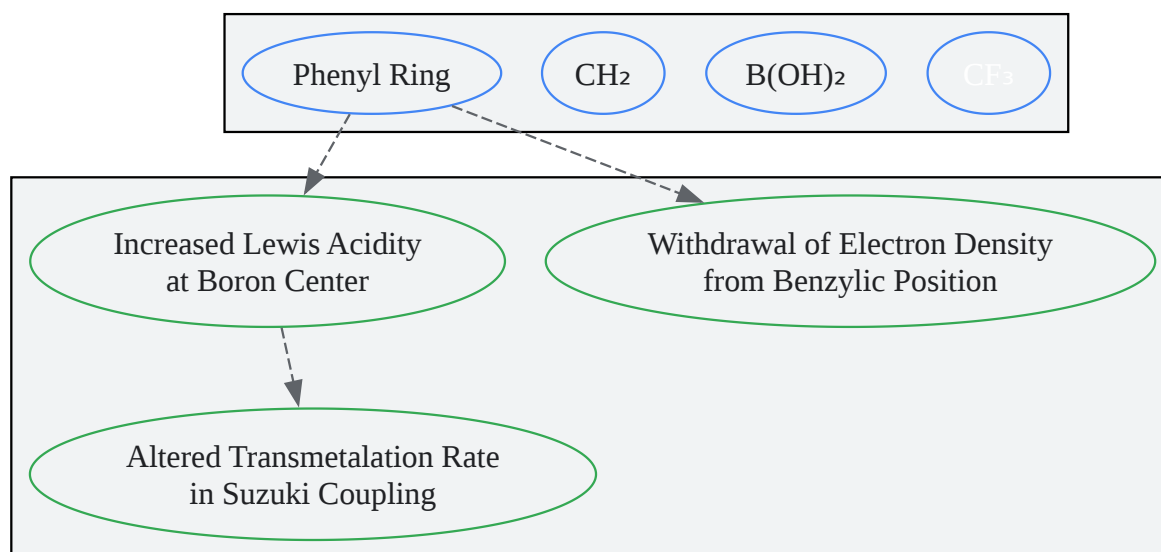 Phenyl Ring
CH₂
B(OH)₂
CF₃
Increased Lewis Acidity
at Boron Center
Withdrawal of Electron Density
from Benzylic Position
Altered Transmetalation Rate
in Suzuki Coupling